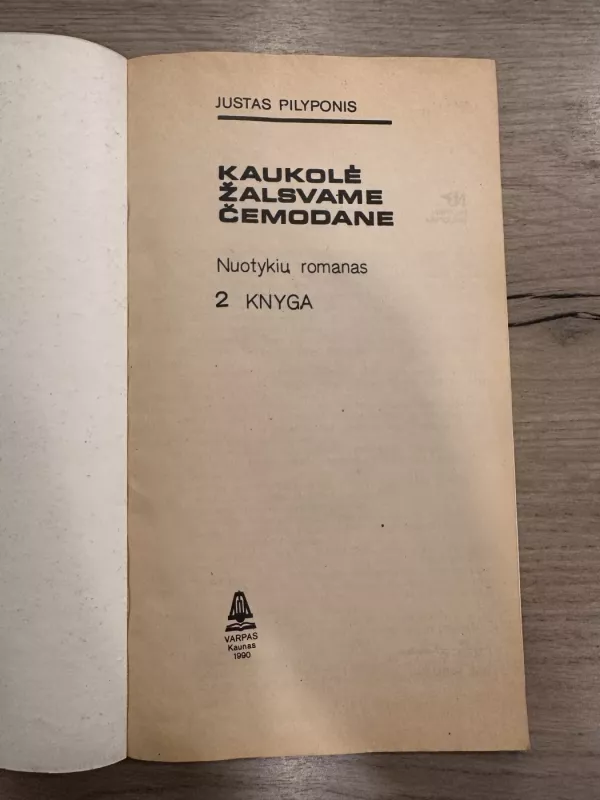 JUSTAS PILYPONIS
KAUKOLĖ
ŽALSVAME
ČEMODANE
Nuotykių romanas
2 KNYGA
VARPAS
Kaunas
1990